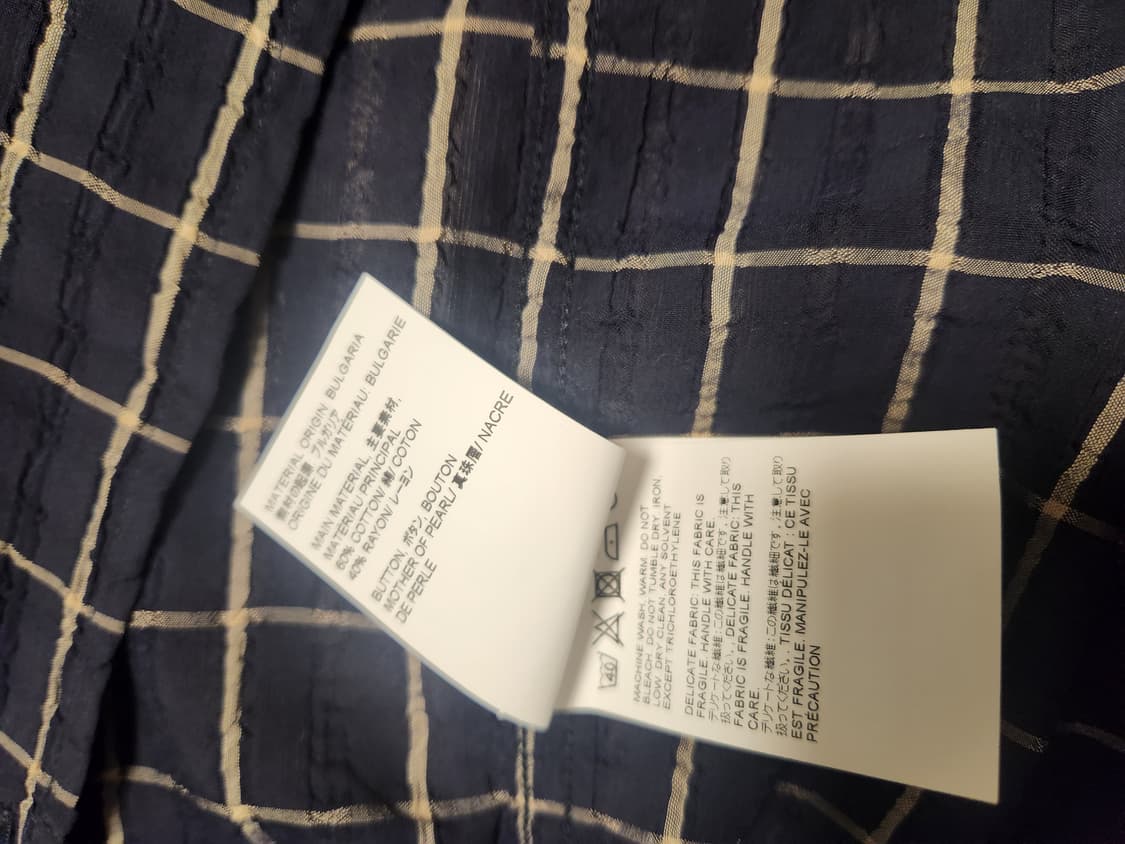 MATERIAL ORIGIN BULGARIA
素材の起源 ブルガリア
ORIGINE DU MATÉRIAU: BULGARIE
MAIN MATERIAL, 主要素材,
MATERIAU PRINCIPAL
60% COTTON/ 綿/ COTON
40% RAYON/ レーヨン
BUTTON, ボタン, BOUTON
MOTHER OF PEARL/ 真珠層/ NACRE
DE PERLE
40
MACHINE WASH, WARM. DO NOT
BLEACH. DO NOT TUMBLE DRY. IRON,
LOW. DRY CLEAN, ANY SOLVENT
EXCEPT TRICHLOROETHYLENE
DELICATE FABRIC: THIS FABRIC IS
FRAGILE. HANDLE WITH CARE.
デリケートな繊維:この繊維は繊細です. 注意して取り
扱ってください. . DELICATE FABRIC: THIS
FABRIC IS FRAGILE. HANDLE WITH
CARE.
デリケートな繊維:この繊維は繊細です. 注意して取り
扱ってください. . TISSU DÉLICAT : CE TISSU
EST FRAGILE. MANIPULEZ-LE AVEC
PRÉCAUTION